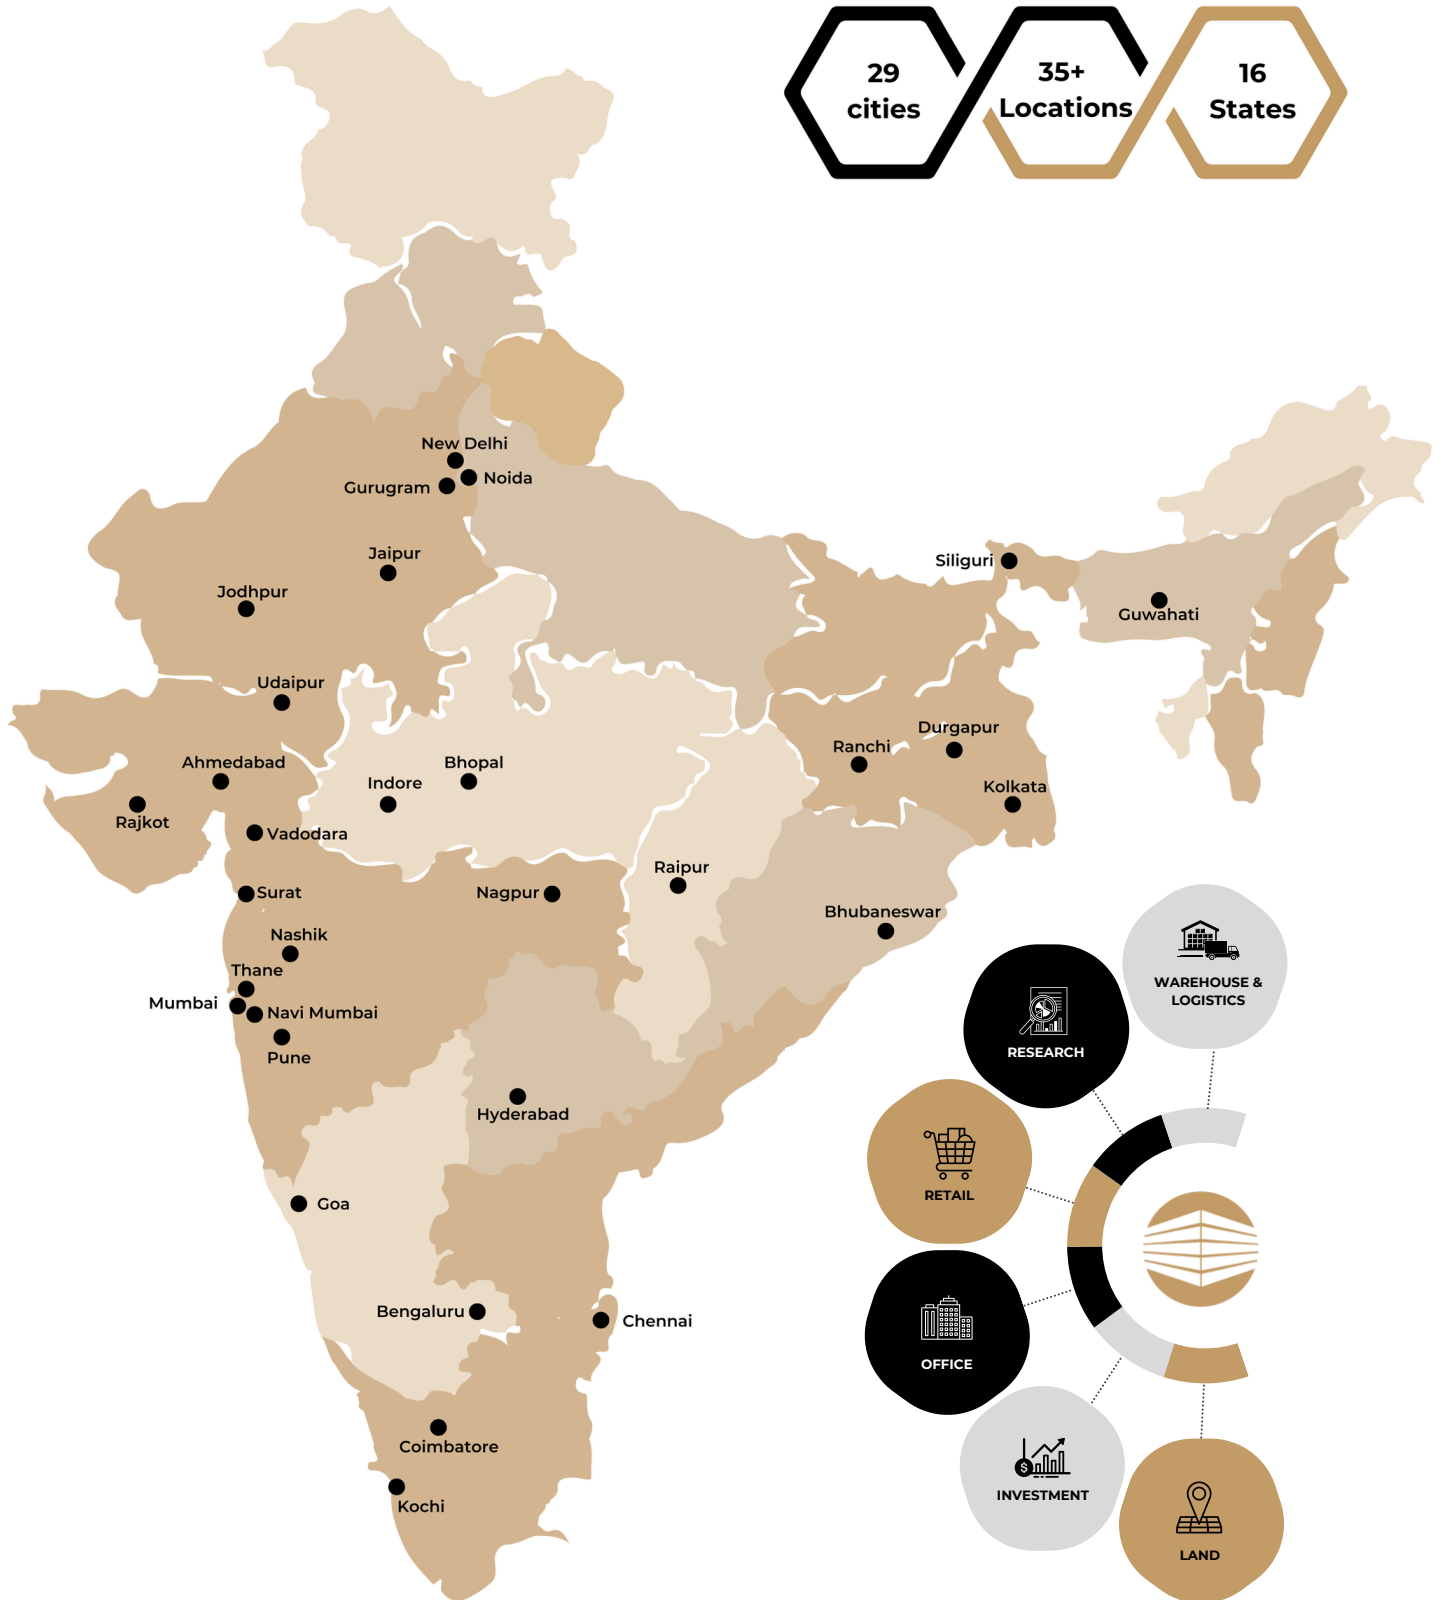 29
cities
35+
Locations
16
States
New Delhi
Noida
Gurugram
Jaipur
Jodhpur
Siliguri
Guwahati
Udaipur
Durgapur
Ranchi
Ahmedabad
Bhopal
Indore
Kolkata
Rajkot
Vadodara
Raipur
Surat
Nagpur
Bhubaneswar
Nashik
Thane
Mumbai
Navi Mumbai
Pune
Hyderabad
Goa
Bengaluru
Chennai
Coimbatore
Kochi
WAREHOUSE &
LOGISTICS
RESEARCH
RETAIL
OFFICE
INVESTMENT
$
LAND